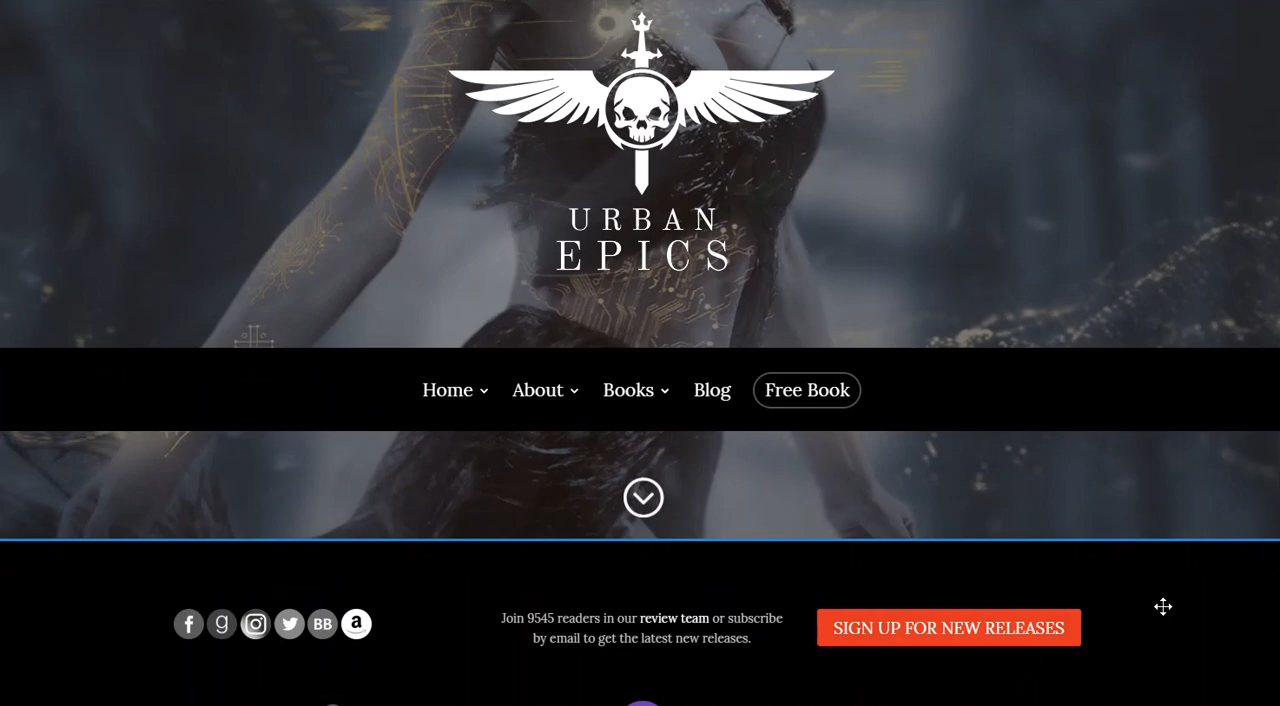 URBAN
EPICS
Home About Books Blog Free Book
f g BB a
Join 9545 readers in our review team or subscribe
by email to get the latest new releases.
SIGN UP FOR NEW RELEASES